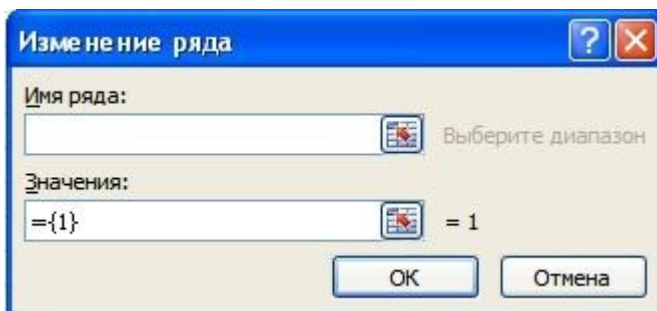 Изменение ряда
Имя ряда:
Выберите диапазон
Значения:
={1} = 1
ОК Отмена